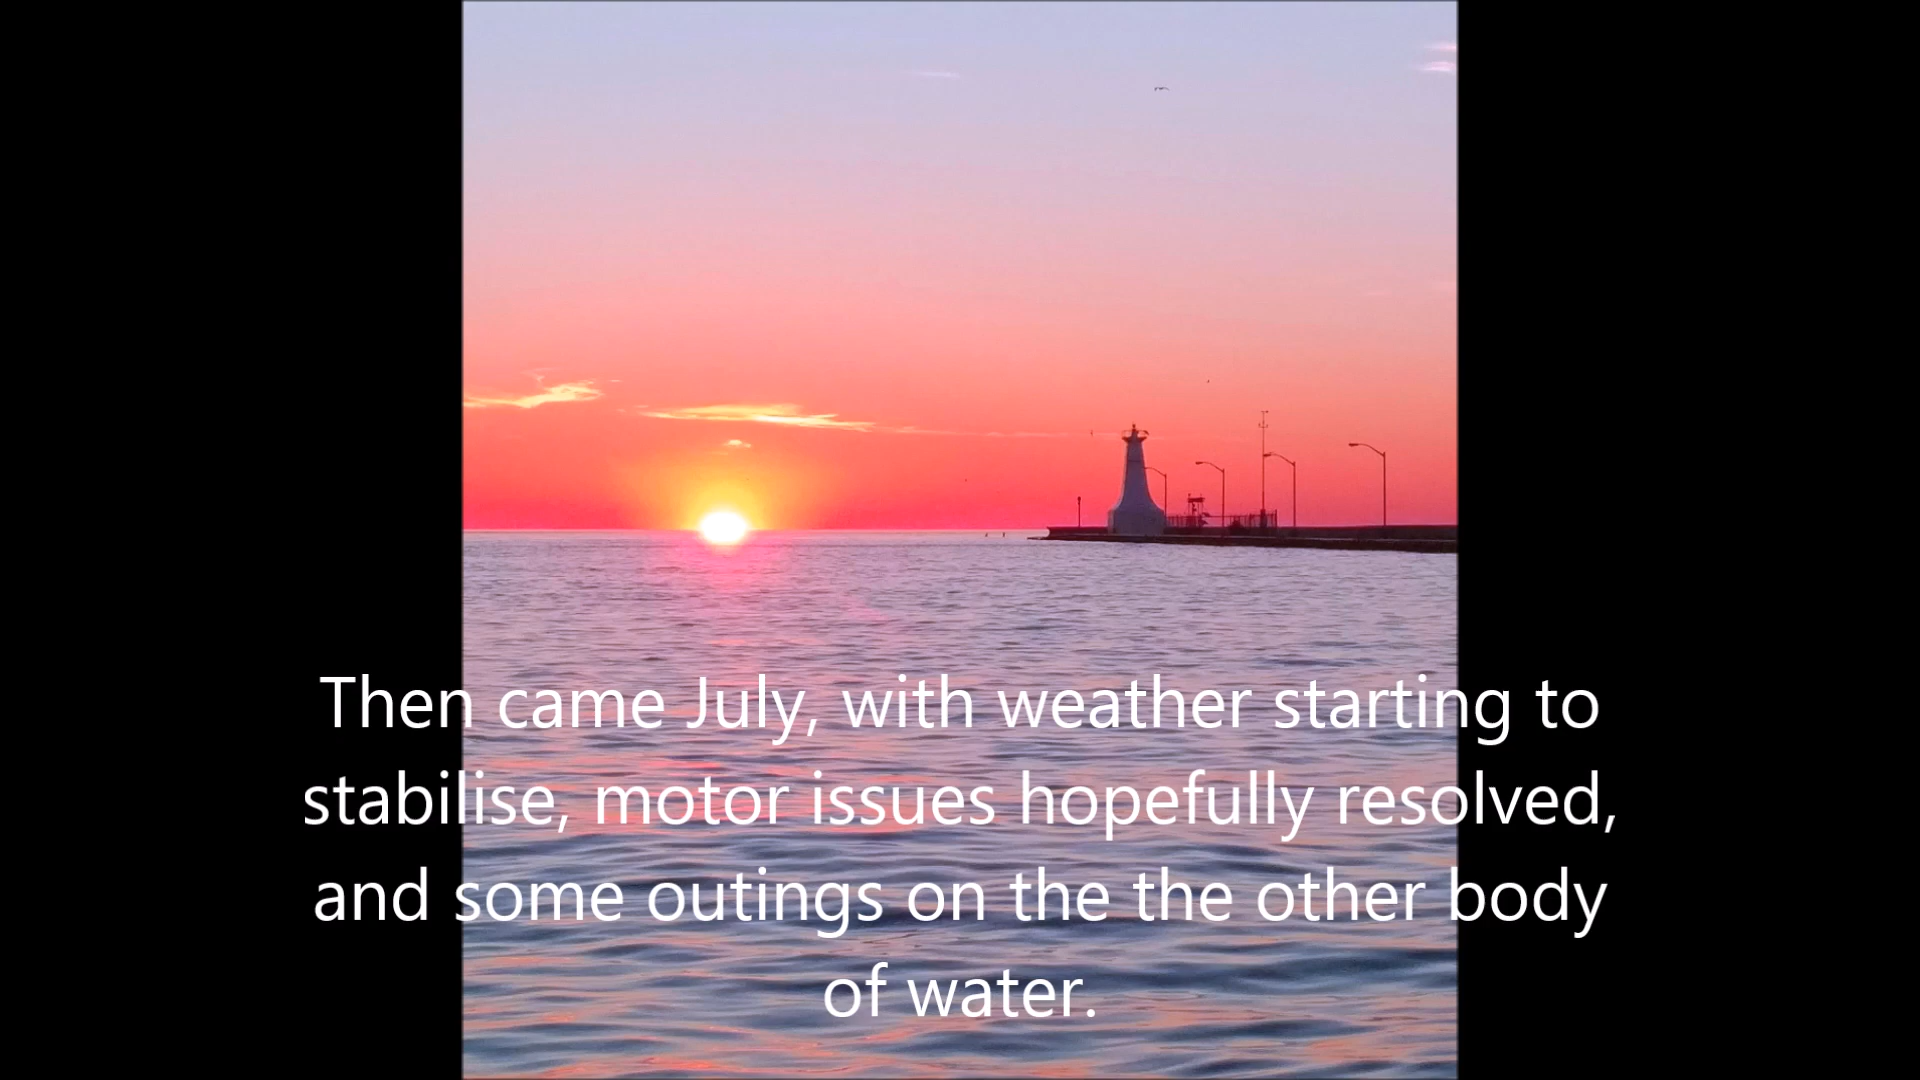 Then came July, with weather starting to
stabilise, motor issues hopefully resolved,
and some outings on the the other body
of water.